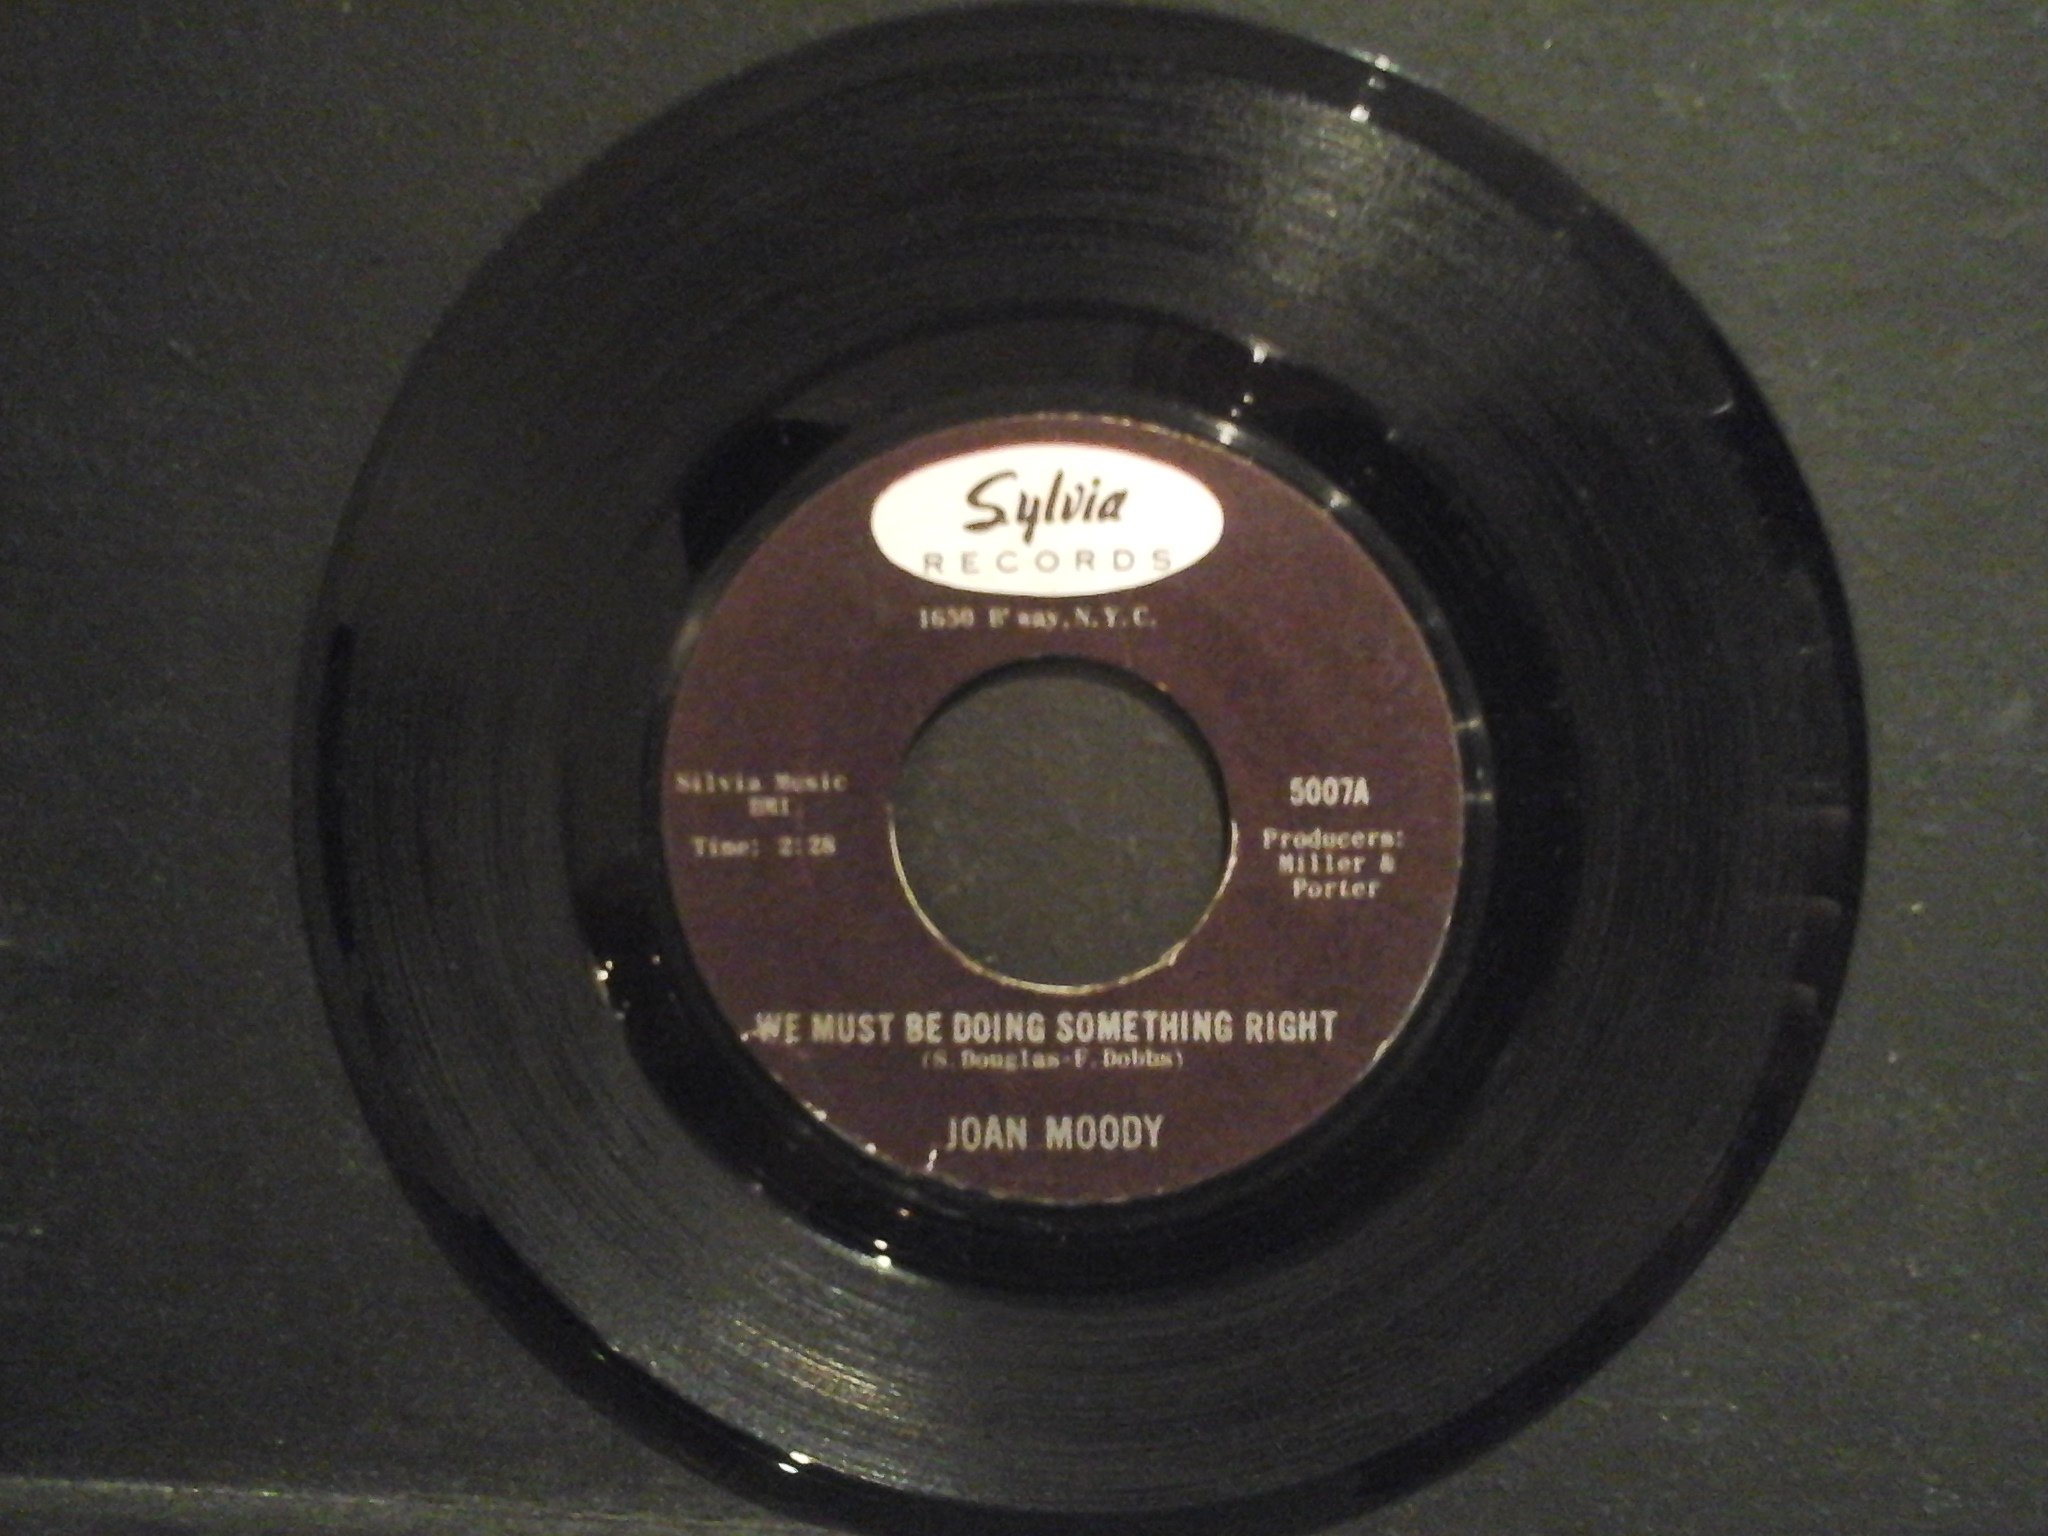 Sylvia
RECORDS
1650 B'way, N.Y.C.
Silvia Music
BMI
Time: 2:28
5007A
Producers:
Miller &
Porter
WE MUST BE DOING SOMETHING RIGHT
(S. Douglas-F. Dobbs)
JOAN MOODY